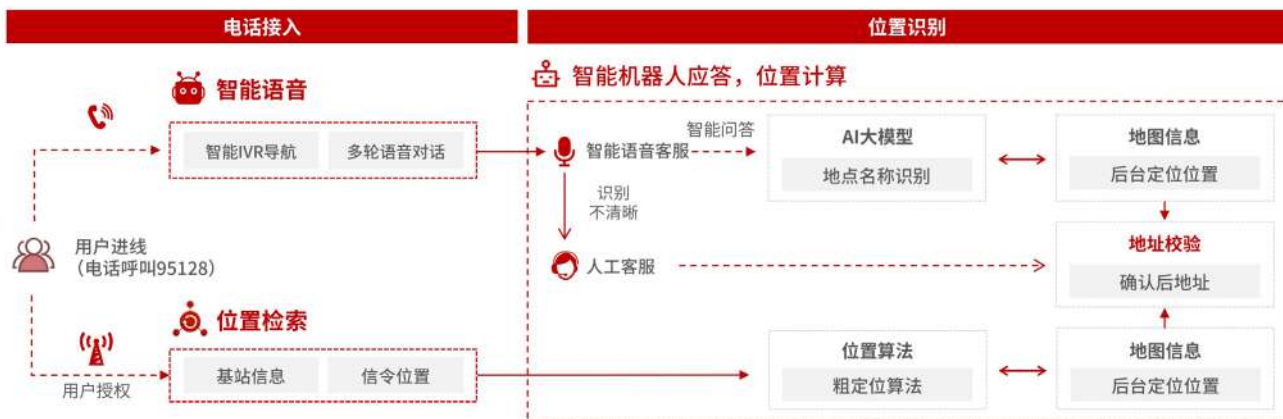 电话接入
位置识别
智能语音
智能机器人应答，位置计算
智能IVR导航
多轮语音对话
智能语音客服
智能问答
AI大模型
地点名称识别
地图信息
后台定位位置
识别
不清晰
用户进线
（电话呼叫95128）
人工客服
地址校验
确认后地址
位置检索
用户授权
基站信息
信令位置
位置算法
粗定位算法
地图信息
后台定位位置